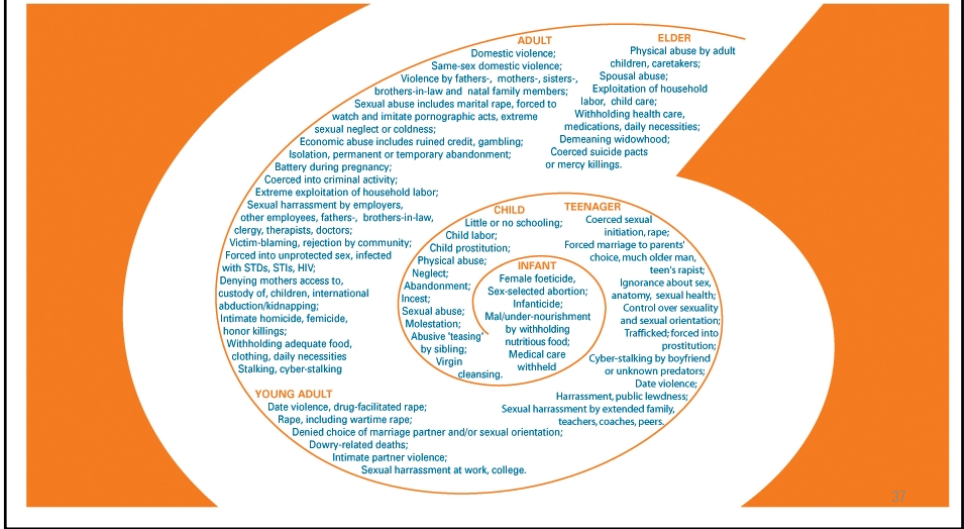 ADULT
Domestic violence;
Same-sex domestic violence;
Violence by fathers-, mothers-, sisters-,
brothers-in-law and natal family members;
Sexual abuse includes marital rape, forced to
watch and imitate pornographic acts, extreme
sexual neglect or coldness;
Economic abuse includes ruined credit, gambling;
Isolation, permanent or temporary abandonment;
Battery during pregnancy;
Coerced into criminal activity;
Extreme exploitation of household labor;
Sexual harassment by employers,
other employees, fathers-, brothers-in-law,
clergy, therapists, doctors;
Victim-blaming, rejection by community;
Forced into unprotected sex, infected
with STDs, STIs, HIV;
Denying mothers access to,
custody of, children, international
abduction/kidnapping;
Intimate homicide, femicide,
honor killings;
Withholding adequate food,
clothing, daily necessities
Stalking, cyber-stalking
ELDER
Physical abuse by adult
children, caretakers;
Spousal abuse;
Exploitation of household
labor, child care;
Withholding health care,
medications, daily necessities;
Demeaning widowhood;
Coerced suicide pacts
or mercy killings.
CHILD
Little or no schooling;
Child labor;
Child prostitution;
Physical abuse;
Neglect;
Abandonment;
Incest;
Sexual abuse;
Molestation;
Abusive 'teasing'
by sibling;
Virgin
cleansing.
INFANT
Female foeticide,
Sex-selected abortion;
Infanticide;
Mal/under-nourishment
by withholding
nutritious food;
Medical care
withheld
TEENAGER
Coerced sexual
initiation, rape;
Forced marriage to parents'
choice, much older man,
teen's rapist;
Ignorance about sex,
anatomy, sexual health;
Control over sexuality
and sexual orientation;
Trafficked; forced into
prostitution;
Cyber-stalking by boyfriend
or unknown predators;
Date violence;
Harrassment, public lewdness;
Sexual harassment by extended family,
teachers, coaches, peers.
YOUNG ADULT
Date violence, drug-facilitated rape;
Rape, including wartime rape;
Denied choice of marriage partner and/or sexual orientation;
Dowry-related deaths;
Intimate partner violence;
Sexual harrassment at work, college.
37